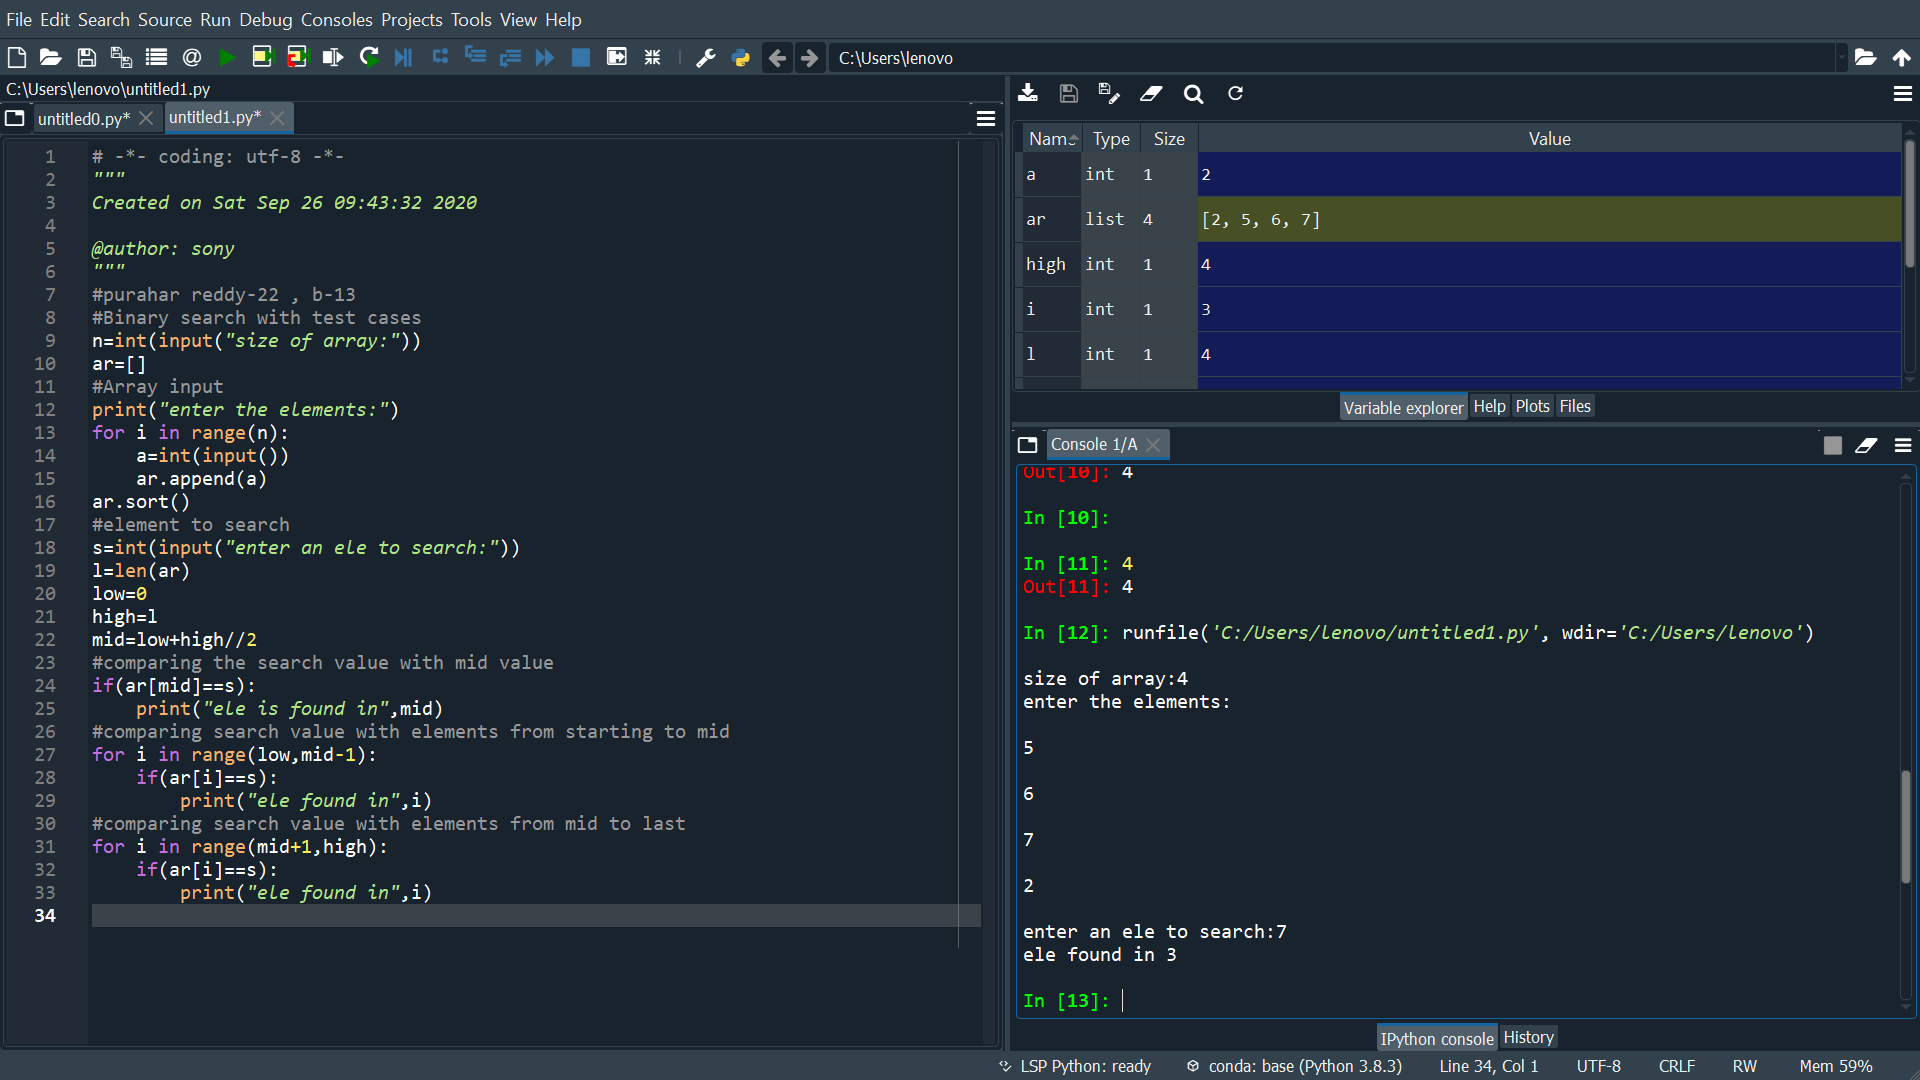 File Edit Search Source Run Debug Consoles Projects Tools View Help
C:\Users\lenovo
C:\Users\lenovo\untitled1.py
untitled0.py*
untitled1.py*
1 # -*- coding: utf-8 -*-
2 """
3 Created on Sat Sep 26 09:43:32 2020
4
5 @author: sony
6 """
7 #purahar reddy-22 , b-13
8 #Binary search with test cases
9 n=int(input("size of array:"))
10 ar=[]
11 #Array input
12 print("enter the elements:")
13 for i in range(n):
14     a=int(input())
15     ar.append(a)
16 ar.sort()
17 #element to search
18 s=int(input("enter an ele to search:"))
19 l=len(ar)
20 low=0
21 high=l
22 mid=low+high//2
23 #comparing the search value with mid value
24 if(ar[mid]==s):
25     print("ele is found in",mid)
26 #comparing search value with elements from starting to mid
27 for i in range(low,mid-1):
28     if(ar[i]==s):
29         print("ele found in",i)
30 #comparing search value with elements from mid to last
31 for i in range(mid+1,high):
32     if(ar[i]==s):
33         print("ele found in",i)
34
Type Size Value
a int 1 2
ar list 4 [2, 5, 6, 7]
high int 1 4
i int 1 3
l int 1 4
Variable explorer Help Plots Files
Console 1/A
Out[10]: 4
In [10]:
In [11]: 4
Out[11]: 4
In [12]: runfile('C:/Users/lenovo/untitled1.py', wdir='C:/Users/lenovo')
size of array:4
enter the elements:
5
6
7
2
enter an ele to search:7
ele found in 3
In [13]:
IPython console History
LSP Python: ready conda: base (Python 3.8.3) Line 34, Col 1 UTF-8 CRLF RW Mem 59%